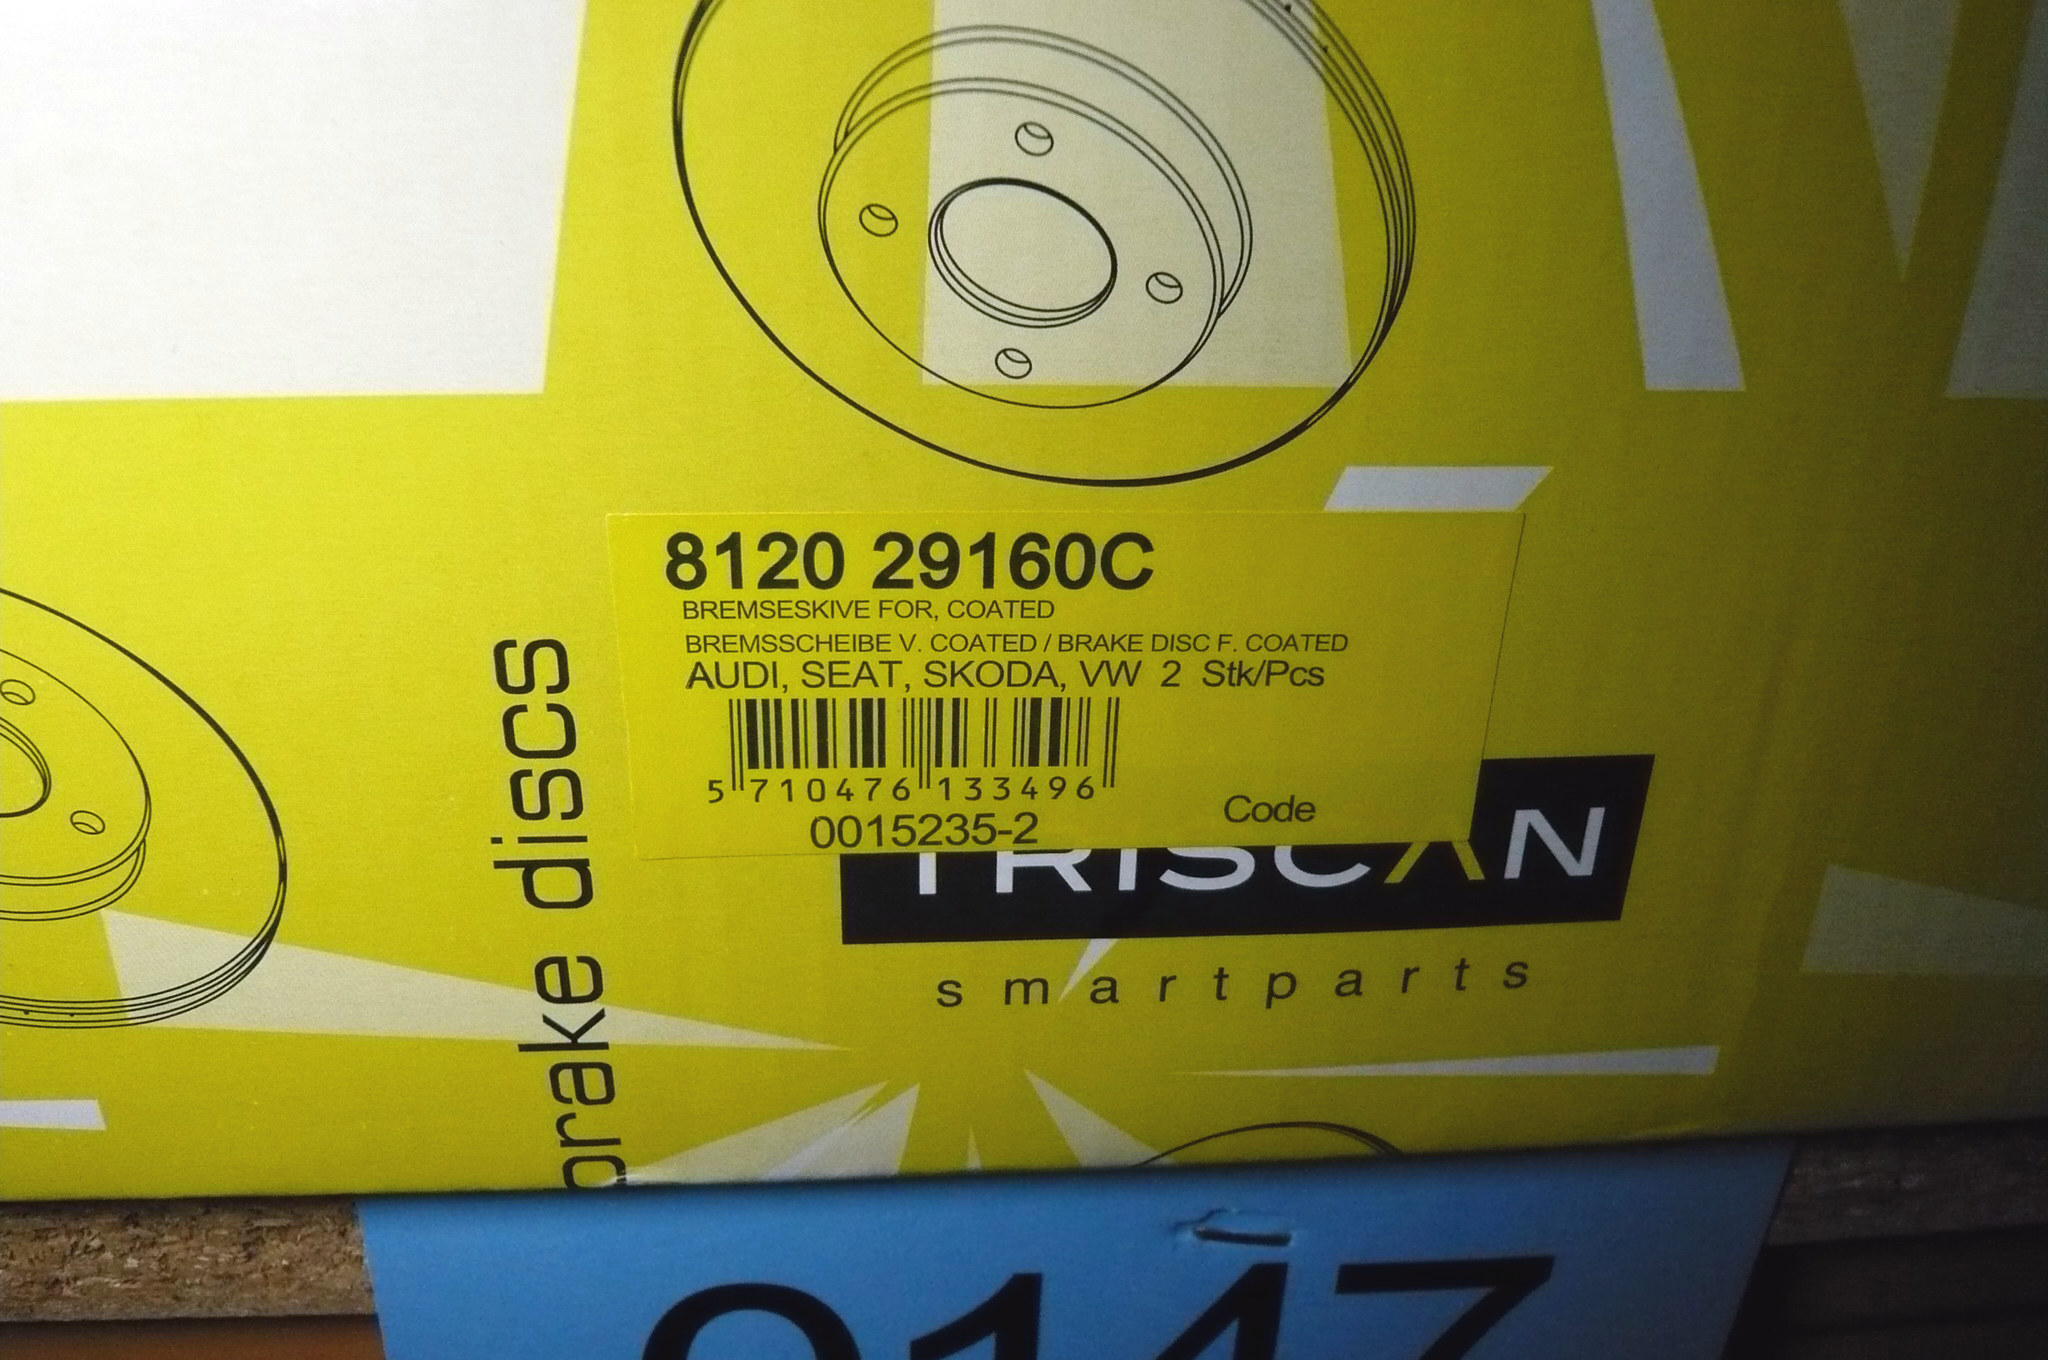 8120 29160C
BREMSESKIVE FOR, COATED
BREMSSCHEIBE V. COATED / BRAKE DISC F. COATED
AUDI, SEAT, SKODA, VW 2 Stk/Pcs
5 710476 133496
0015235-2
Code
TRISCAN
smartparts
brake discs